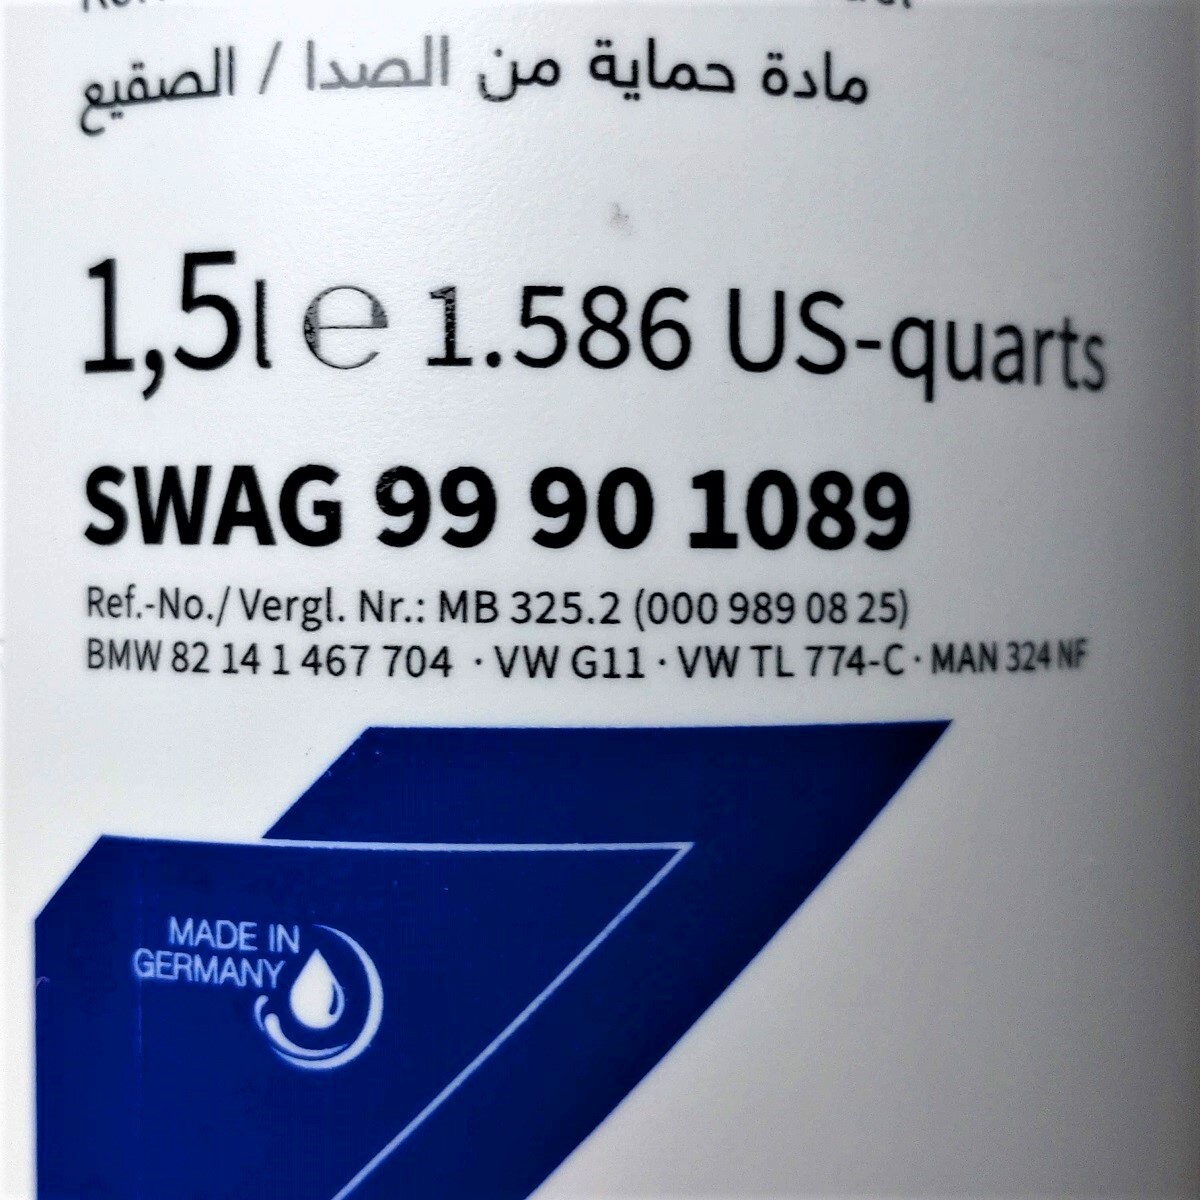 مادة حماية من الصدا / الصقيع
1,5l ℮ 1.586 US-quarts
SWAG 99 90 1089
Ref.-No./ Vergl. Nr.: MB 325.2 (000 989 08 25)
BMW 82 14 1 467 704 · VW G11 · VW TL 774-C · MAN 324 NF
MADE IN
GERMANY